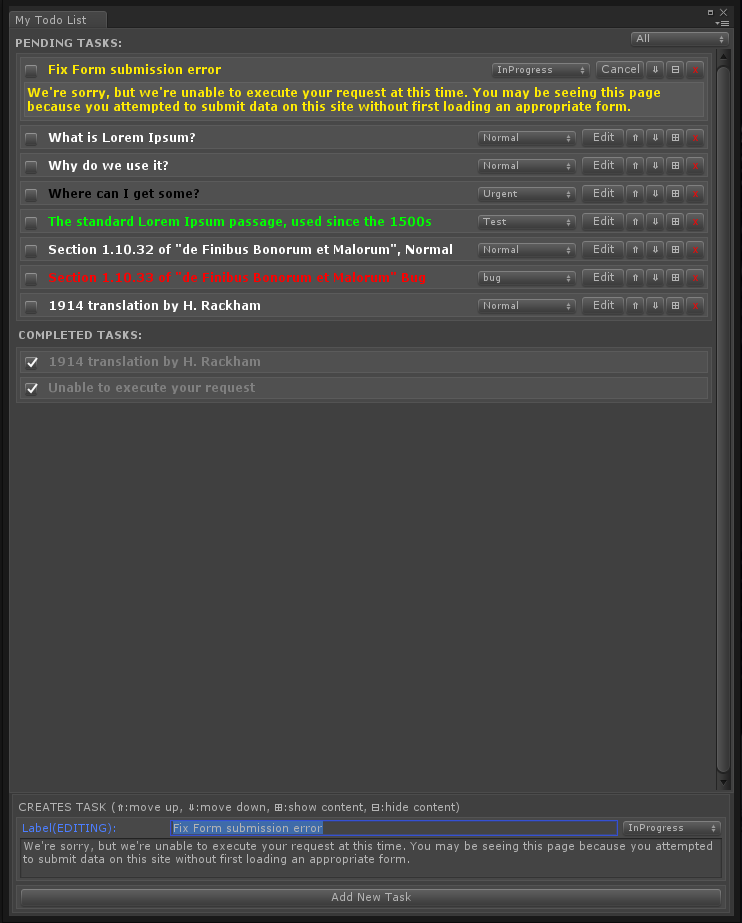 My Todo List
PENDING TASKS:
All
Fix Form submission error InProgress Cancel ⇓ ⊟ x
We're sorry, but we're unable to execute your request at this time. You may be seeing this page
because you attempted to submit data on this site without first loading an appropriate form.
What is Lorem Ipsum? Normal Edit ⇑ ⇓ ⊞ x
Why do we use it? Normal Edit ⇑ ⇓ ⊞ x
Where can I get some? Urgent Edit ⇑ ⇓ ⊞ x
The standard Lorem Ipsum passage, used since the 1500s Test Edit ⇑ ⇓ ⊞ x
Section 1.10.32 of "de Finibus Bonorum et Malorum", Normal Normal Edit ⇑ ⇓ ⊞ x
Section 1.10.33 of "de Finibus Bonorum et Malorum" Bug bug Edit ⇑ ⇓ ⊞ x
1914 translation by H. Rackham Normal Edit ⇑ ⇓ ⊞ x
COMPLETED TASKS:
1914 translation by H. Rackham
Unable to execute your request
CREATES TASK (⇑:move up, ⇓:move down, ⊞:show content, ⊟:hide content)
Label(EDITING): Fix Form submission error InProgress
We're sorry, but we're unable to execute your request at this time. You may be seeing this page because you attempted
to submit data on this site without first loading an appropriate form.
Add New Task